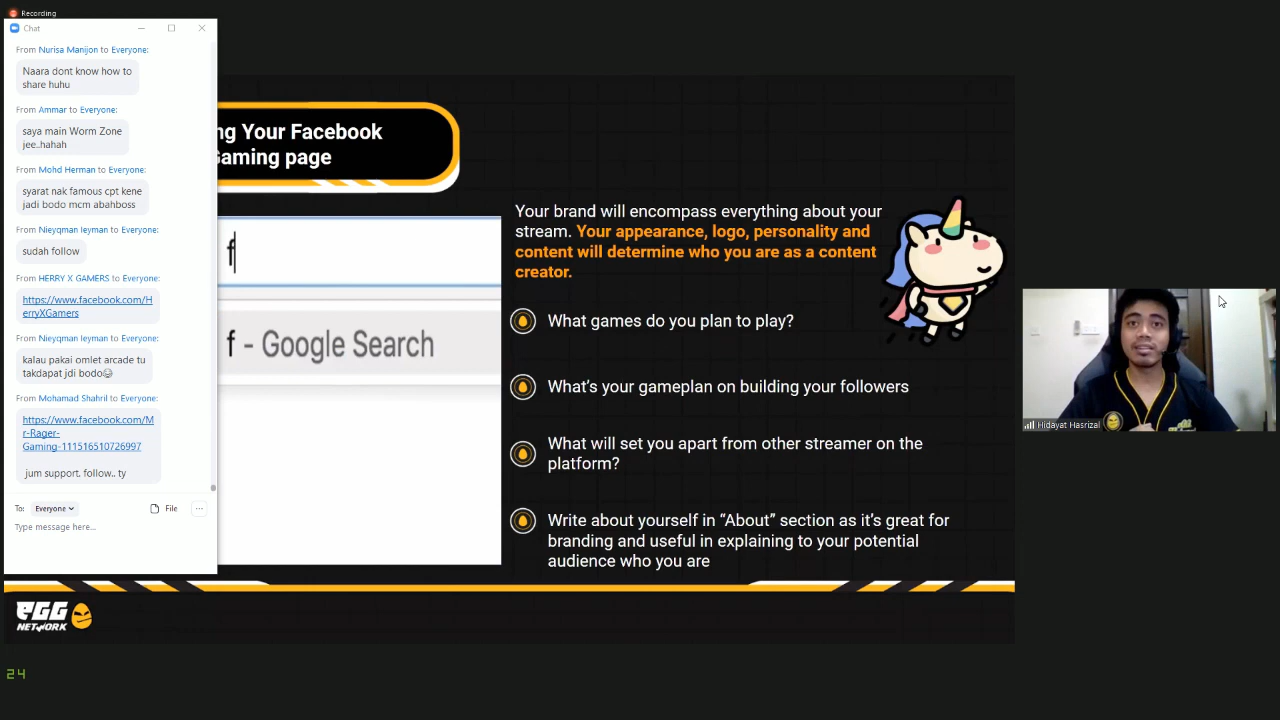 Recording
Chat
From Nurisa Manijon to Everyone:
Naara dont know how to
share huhu
From Ammar to Everyone:
saya main Worm Zone
jee..hahah
From Mohd Herman to Everyone:
syarat nak famous cpt kene
jadi bodo mcm abahboss
From Nieyqman leyman to Everyone:
sudah follow
From HERRY X GAMERS to Everyone:
https://www.facebook.com/H
erryXGamers
From Nieyqman leyman to Everyone:
kalau pakai omlet arcade tu
takdapat jdi bodo😂
From Mohamad Shahril to Everyone:
https://www.facebook.com/M
r-Rager-
Gaming-111516510726997
jum support. follow.. ty
To: Everyone
File
Type message here...
ng Your Facebook
Gaming page
f
f - Google Search
Your brand will encompass everything about your
stream. Your appearance, logo, personality and
content will determine who you are as a content
creator.
What games do you plan to play?
What's your gameplan on building your followers
What will set you apart from other streamer on the
platform?
Write about yourself in “About” section as it's great for
branding and useful in explaining to your potential
audience who you are
Hidayat Hasrizal
EGG
NETWORK
24